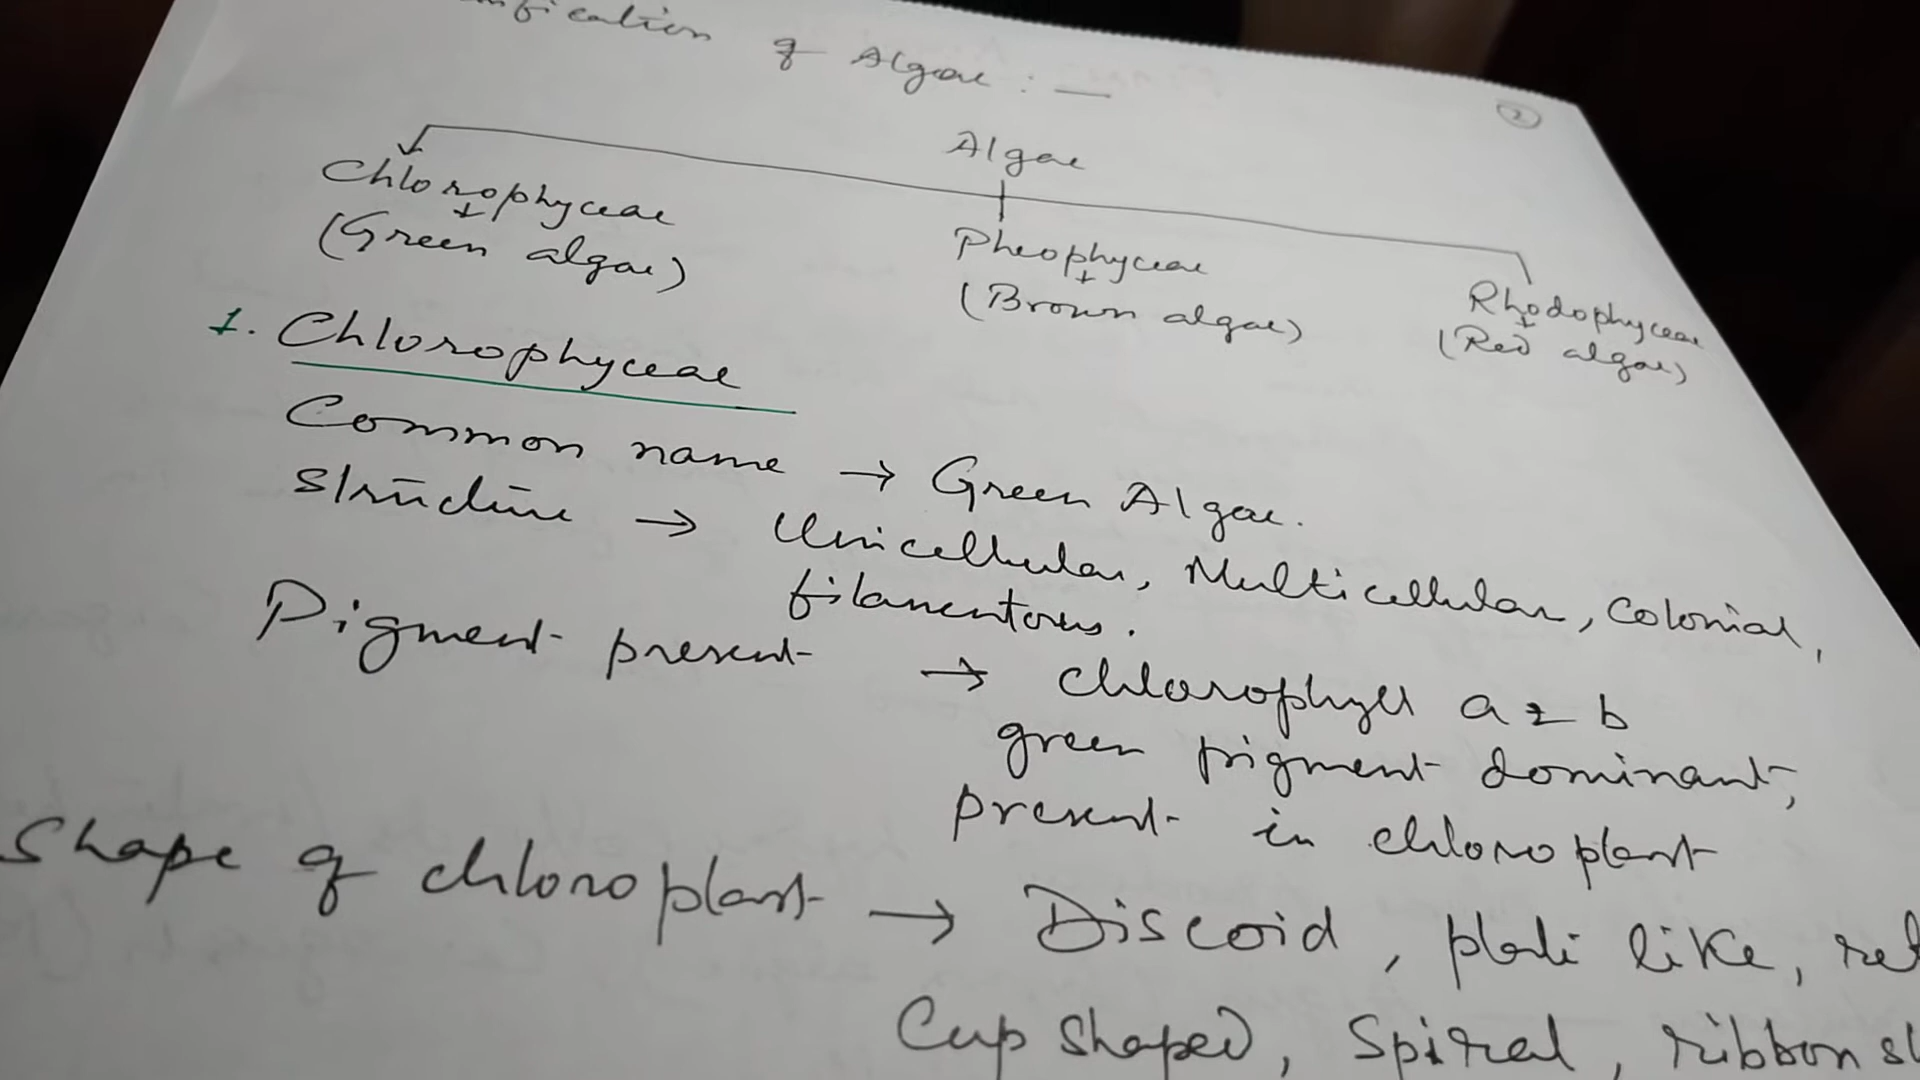 of Algae : —
2
Algae
Chlorophyceae
(Green algae)
Pheophyceae
(Brown algae)
Rhodophyceae
(Red algae)
1. Chlorophyceae
Common name → Green Algae.
Structure → Unicellular, Multicellular, Colonial,
filamentous.
Pigment present → chlorophyll a & b
green pigment dominant,
present in chloroplast
Shape of chloroplast → Discoid, plate like,
Cup shaped, Spiral, ribbon